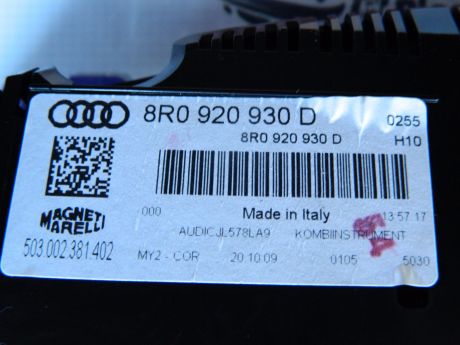 8R0 920 930 D 0255
8R0 920 930 D H10
000 Made in Italy 13 57 17
MAGNETI MARELLI
AUDICJL578LA9 KOMBIINSTRUMENT
503.002.381.402
MY2 - COR 20.10.09 0105 5030